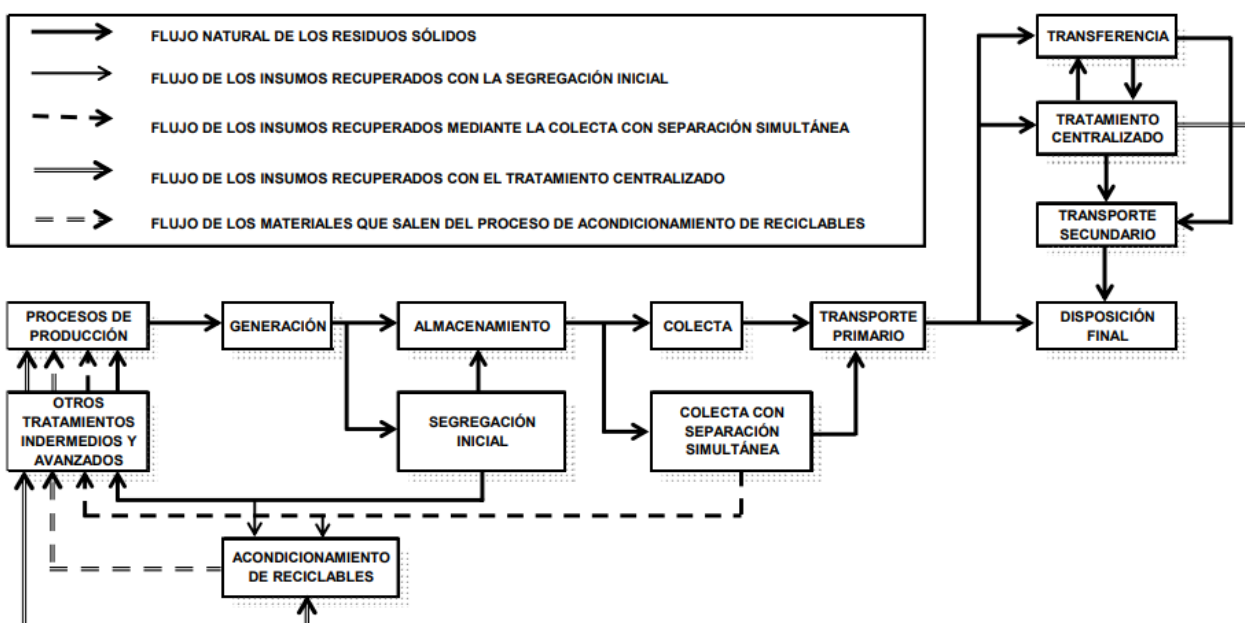 FLUJO NATURAL DE LOS RESIDUOS SÓLIDOS
FLUJO DE LOS INSUMOS RECUPERADOS CON LA SEGREGACIÓN INICIAL
FLUJO DE LOS INSUMOS RECUPERADOS MEDIANTE LA COLECTA CON SEPARACIÓN SIMULTÁNEA
FLUJO DE LOS INSUMOS RECUPERADOS CON EL TRATAMIENTO CENTRALIZADO
FLUJO DE LOS MATERIALES QUE SALEN DEL PROCESO DE ACONDICIONAMIENTO DE RECICLABLES
TRANSFERENCIA
TRATAMIENTO
CENTRALIZADO
TRANSPORTE
SECUNDARIO
PROCESOS DE
PRODUCCIÓN
GENERACIÓN
ALMACENAMIENTO
COLECTA
TRANSPORTE
PRIMARIO
DISPOSICIÓN
FINAL
OTROS
TRATAMIENTOS
INDERMEDIOS Y
AVANZADOS
SEGREGACIÓN
INICIAL
COLECTA CON
SEPARACIÓN
SIMULTÁNEA
ACONDICIONAMIENTO
DE RECICLABLES